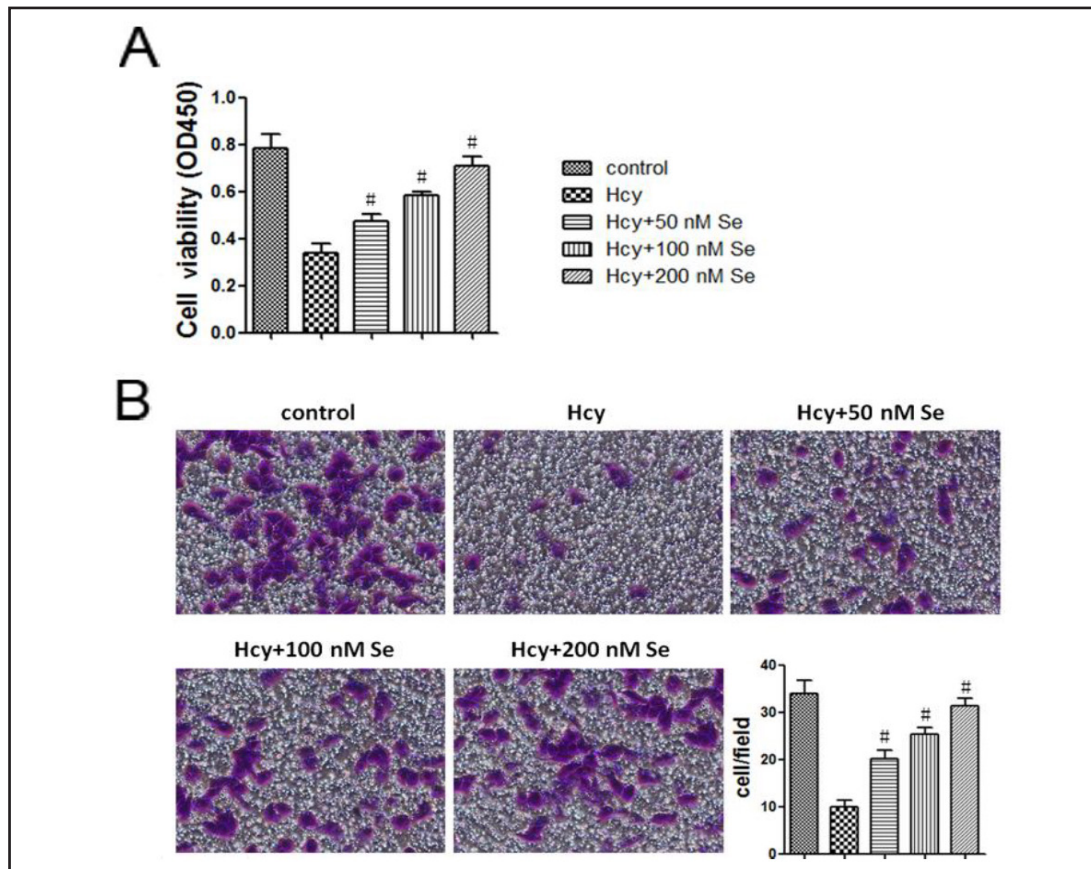 A
Cell viability (OD450)
1.0
0.8
0.6
0.4
0.2
0.0
#
#
#
control
Hcy
Hcy+50 nM Se
Hcy+100 nM Se
Hcy+200 nM Se
B
control
Hcy
Hcy+50 nM Se
Hcy+100 nM Se
Hcy+200 nM Se
cell/field
40
30
20
10
0
#
#
#